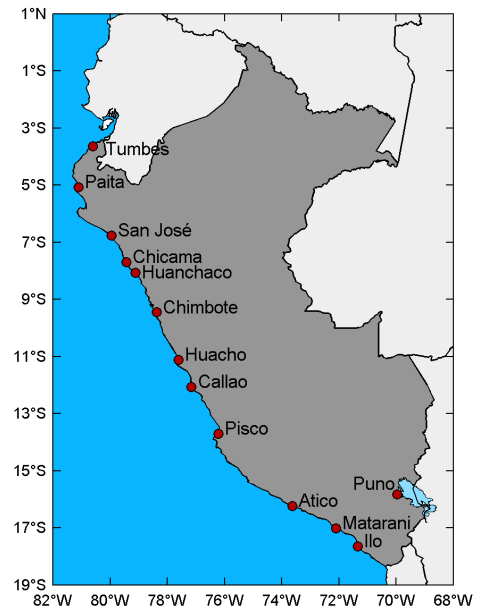 1°N
1°S
3°S
Tumbes
5°S
Paita
7°S
San José
Chicama
Huanchaco
9°S
Chimbote
11°S
Huacho
Callao
13°S
Pisco
15°S
Puno
Atico
17°S
Matarani
Ilo
19°S
82°W 80°W 78°W 76°W 74°W 72°W 70°W 68°W